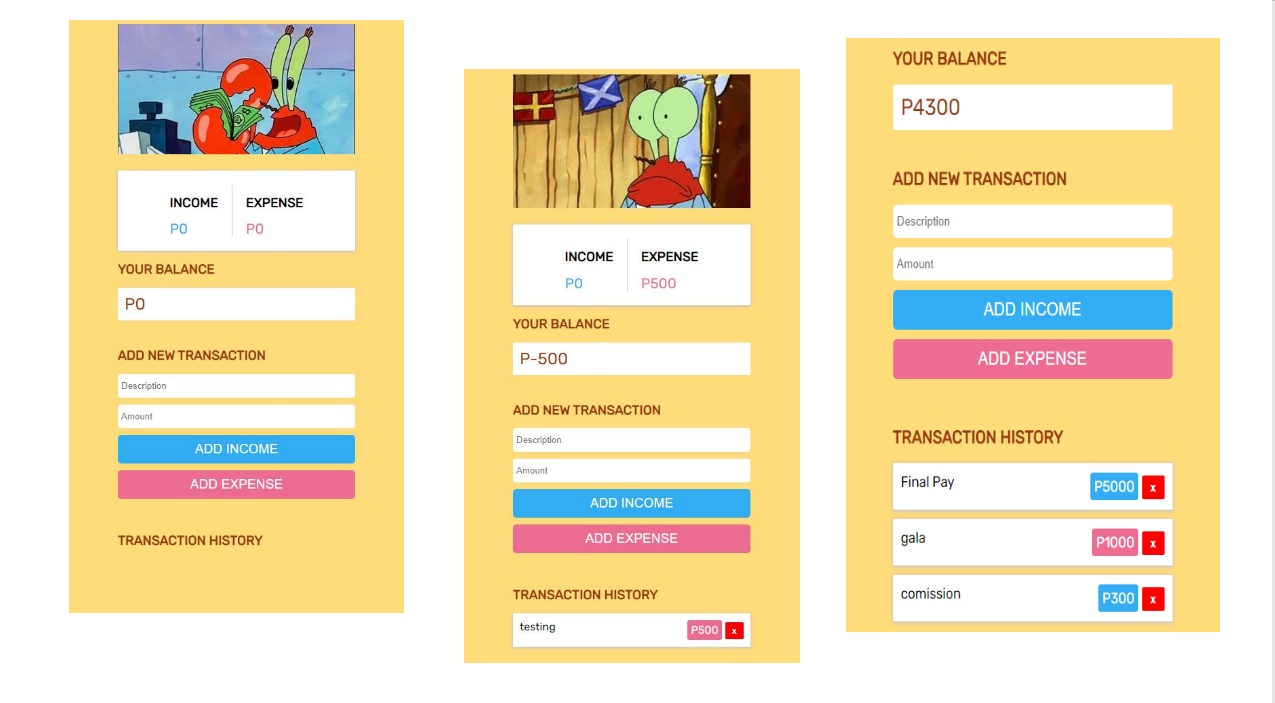 INCOME EXPENSE
P0 P0
YOUR BALANCE
P0
ADD NEW TRANSACTION
Description
Amount
ADD INCOME
ADD EXPENSE
TRANSACTION HISTORY
INCOME EXPENSE
P0 P500
YOUR BALANCE
P-500
ADD NEW TRANSACTION
Description
Amount
ADD INCOME
ADD EXPENSE
TRANSACTION HISTORY
testing P500 x
YOUR BALANCE
P4300
ADD NEW TRANSACTION
Description
Amount
ADD INCOME
ADD EXPENSE
TRANSACTION HISTORY
Final Pay P5000 x
gala P1000 x
comission P300 x